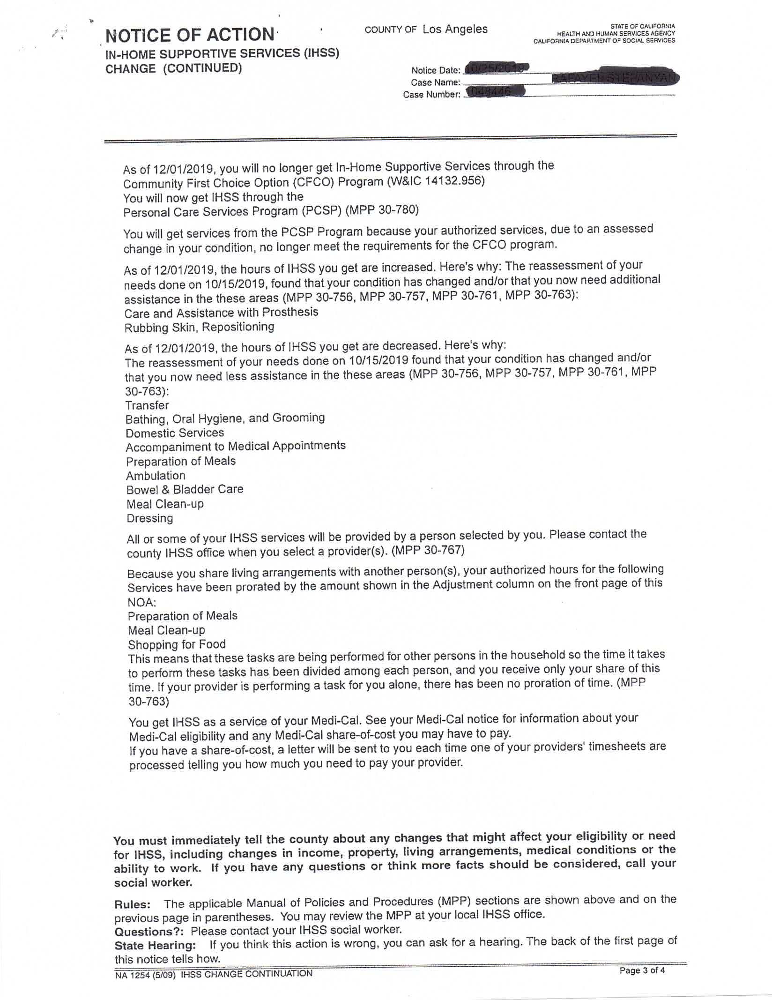 NOTICE OF ACTION
IN-HOME SUPPORTIVE SERVICES (IHSS)
CHANGE (CONTINUED)
COUNTY OF Los Angeles
STATE OF CALIFORNIA
HEALTH AND HUMAN SERVICES AGENCY
CALIFORNIA DEPARTMENT OF SOCIAL SERVICES
Notice Date:
Case Name:
Case Number:
As of 12/01/2019, you will no longer get In-Home Supportive Services through the
Community First Choice Option (CFCO) Program (W&IC 14132.956)
You will now get IHSS through the
Personal Care Services Program (PCSP) (MPP 30-780)
You will get services from the PCSP Program because your authorized services, due to an assessed
change in your condition, no longer meet the requirements for the CFCO program.
As of 12/01/2019, the hours of IHSS you get are increased. Here's why: The reassessment of your
needs done on 10/15/2019, found that your condition has changed and/or that you now need additional
assistance in the these areas (MPP 30-756, MPP 30-757, MPP 30-761, MPP 30-763):
Care and Assistance with Prosthesis
Rubbing Skin, Repositioning
As of 12/01/2019, the hours of IHSS you get are decreased. Here's why:
The reassessment of your needs done on 10/15/2019 found that your condition has changed and/or
that you now need less assistance in the these areas (MPP 30-756, MPP 30-757, MPP 30-761, MPP
30-763):
Transfer
Bathing, Oral Hygiene, and Grooming
Domestic Services
Accompaniment to Medical Appointments
Preparation of Meals
Ambulation
Bowel & Bladder Care
Meal Clean-up
Dressing
All or some of your IHSS services will be provided by a person selected by you. Please contact the
county IHSS office when you select a provider(s). (MPP 30-767)
Because you share living arrangements with another person(s), your authorized hours for the following
Services have been prorated by the amount shown in the Adjustment column on the front page of this
NOA:
Preparation of Meals
Meal Clean-up
Shopping for Food
This means that these tasks are being performed for other persons in the household so the time it takes
to perform these tasks has been divided among each person, and you receive only your share of this
time. If your provider is performing a task for you alone, there has been no proration of time. (MPP
30-763)
You get IHSS as a service of your Medi-Cal. See your Medi-Cal notice for information about your
Medi-Cal eligibility and any Medi-Cal share-of-cost you may have to pay.
If you have a share-of-cost, a letter will be sent to you each time one of your providers' timesheets are
processed telling you how much you need to pay your provider.
You must immediately tell the county about any changes that might affect your eligibility or need
for IHSS, including changes in income, property, living arrangements, medical conditions or the
ability to work. If you have any questions or think more facts should be considered, call your
social worker.
Rules: The applicable Manual of Policies and Procedures (MPP) sections are shown above and on the
previous page in parentheses. You may review the MPP at your local IHSS office.
Questions?: Please contact your IHSS social worker.
State Hearing: If you think this action is wrong, you can ask for a hearing. The back of the first page of
this notice tells how.
NA 1254 (5/09) IHSS CHANGE CONTINUATION
Page 3 of 4